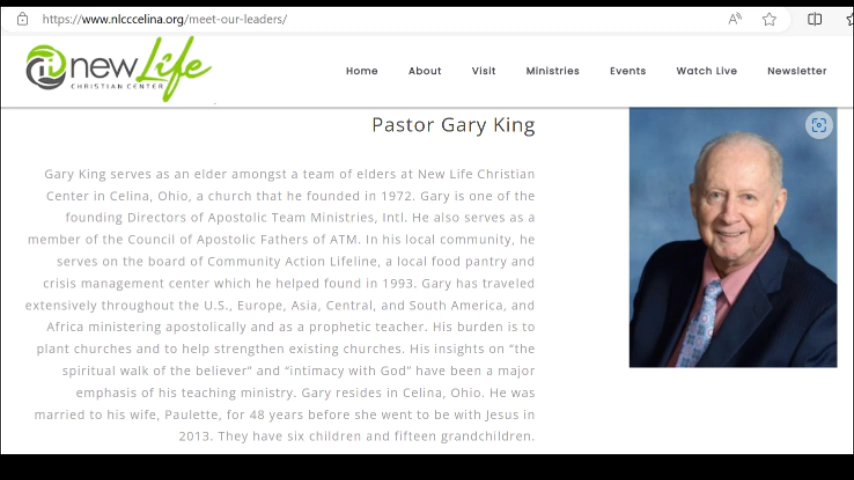 https://www.nlcccelina.org/meet-our-leaders/
new Life
CHRISTIAN CENTER
Home About Visit Ministries Events Watch Live Newsletter
Pastor Gary King
Gary King serves as an elder amongst a team of elders at New Life Christian
Center in Celina, Ohio, a church that he founded in 1972. Gary is one of the
founding Directors of Apostolic Team Ministries, Intl. He also serves as a
member of the Council of Apostolic Fathers of ATM. In his local community, he
serves on the board of Community Action Lifeline, a local food pantry and
crisis management center which he helped found in 1993. Gary has traveled
extensively throughout the U.S., Europe, Asia, Central, and South America, and
Africa ministering apostolically and as a prophetic teacher. His burden is to
plant churches and to help strengthen existing churches. His insights on “the
spiritual walk of the believer” and “intimacy with God” have been a major
emphasis of his teaching ministry. Gary resides in Celina, Ohio. He was
married to his wife, Paulette, for 48 years before she went to be with Jesus in
2013. They have six children and fifteen grandchildren.